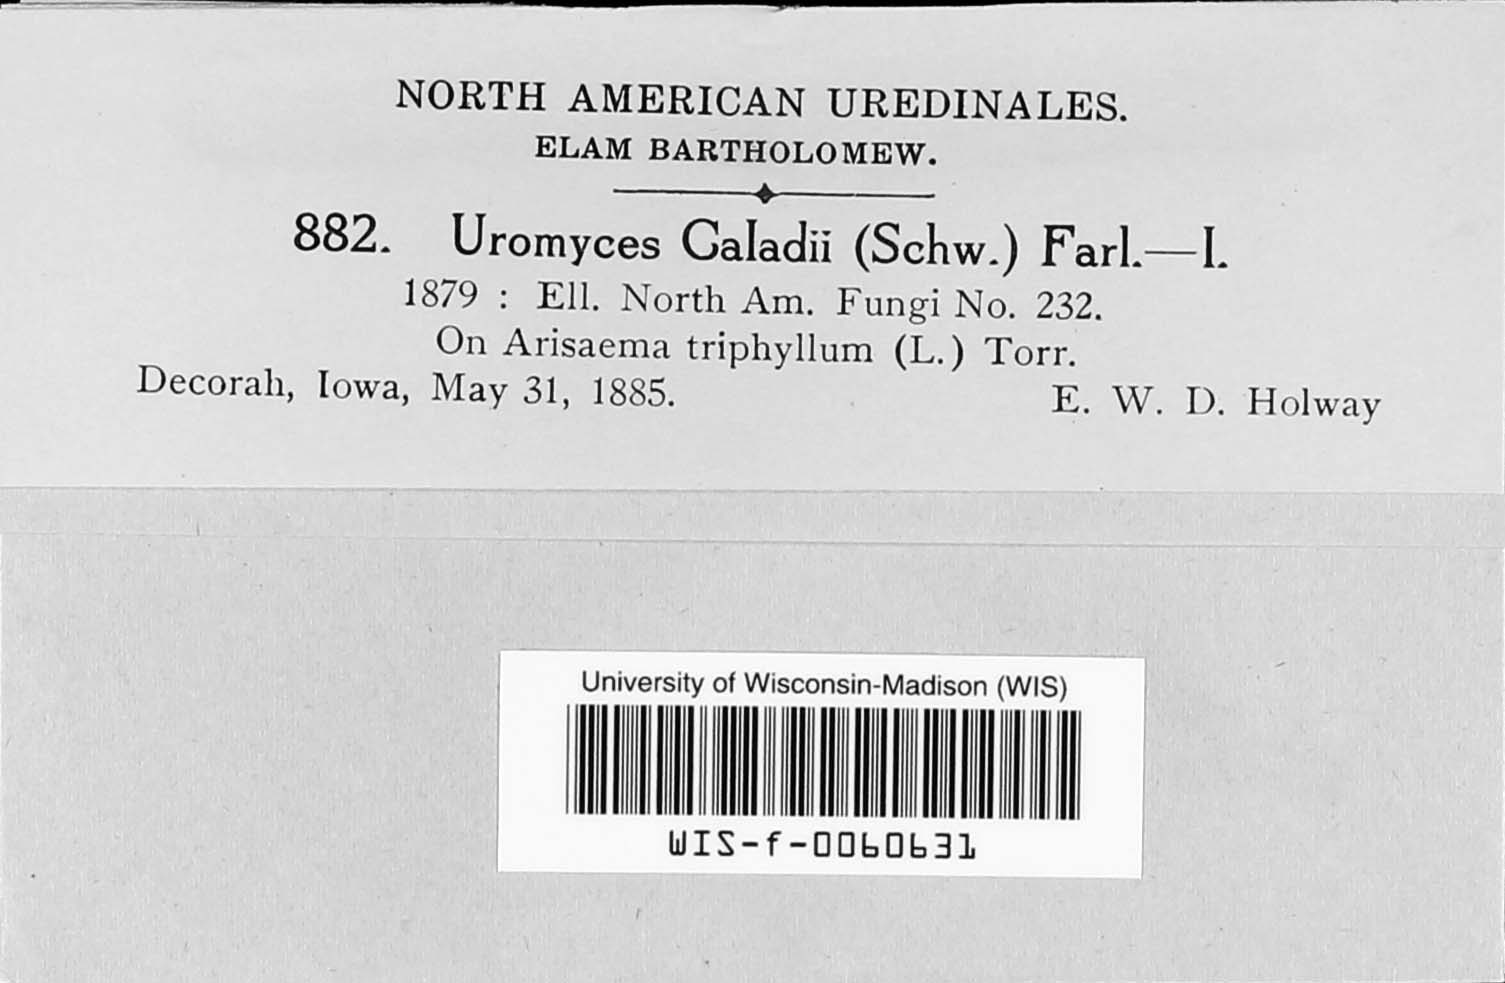 NORTH AMERICAN UREDINALES.
ELAM BARTHOLOMEW.
882. Uromyces Caladii (Schw.) Farl.—I.
1879 : Ell. North Am. Fungi No. 232.
On Arisaema triphyllum (L.) Torr.
Decorah, Iowa, May 31, 1885. E. W. D. Holway
University of Wisconsin-Madison (WIS)
WIS-f-0060631